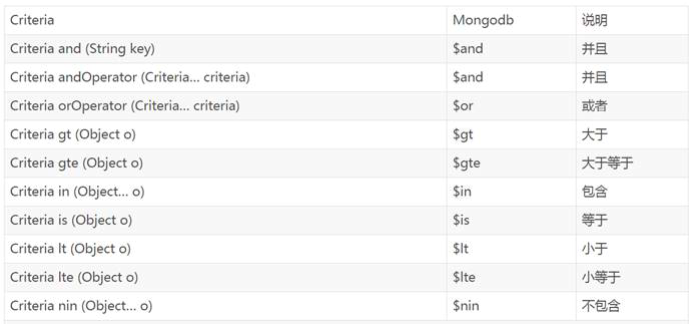 Criteria Mongodb 说明
Criteria and (String key) $and 并且
Criteria andOperator (Criteria... criteria) $and 并且
Criteria orOperator (Criteria... criteria) $or 或者
Criteria gt (Object o) $gt 大于
Criteria gte (Object o) $gte 大于等于
Criteria in (Object... o) $in 包含
Criteria is (Object o) $is 等于
Criteria lt (Object o) $lt 小于
Criteria lte (Object o) $lte 小等于
Criteria nin (Object... o) $nin 不包含